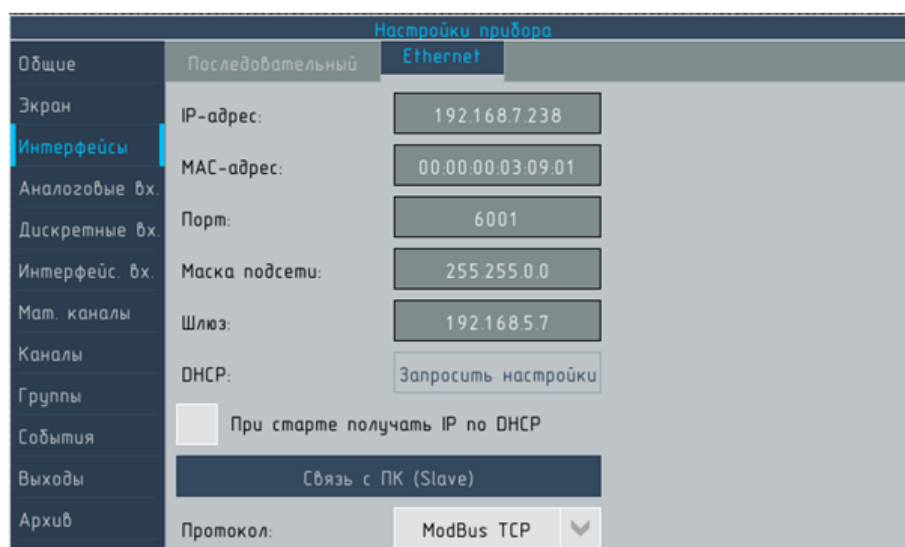 Настройки прибора
Общие
Экран
Интерфейсы
Аналоговые вх.
Дискретные вх.
Интерфейс. вх.
Мат. каналы
Каналы
Группы
События
Выходы
Архив
Последовательный
Ethernet
IP-адрес:
192.168.7.238
MAC-адрес:
00:00:00:03:09:01
Порт:
6001
Маска подсети:
255.255.0.0
Шлюз:
192.168.5.7
DHCP:
Запросить настройки
При старте получать IP по DHCP
Связь с ПК (Slave)
Протокол:
ModBus TCP